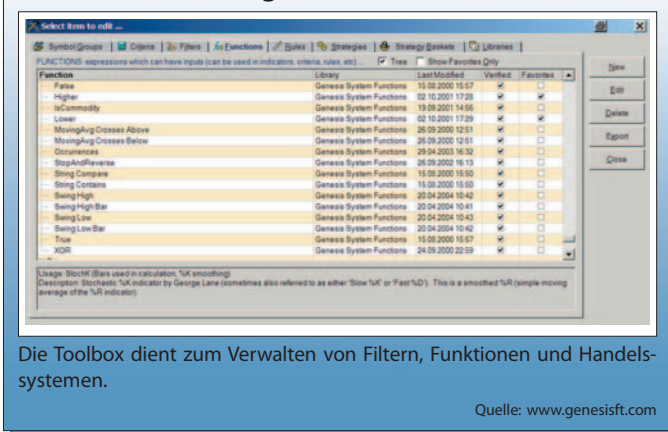 Select item to edit ...
Symbol Groups Criteria Filters Functions Rules Strategies Strategy Baskets Libraries
FUNCTIONS: expressions which can have inputs (can be used in indicators, criteria, rules, etc) ... Tree Show Favorites Only
New
Function Library Last Modified Verified Favorites
False Genesis System Functions 15.08.2000 15:57
Edit
Higher Genesis System Functions 02.10.2001 17:28
IsCommodity Genesis System Functions 19.09.2001 14:56
Delete
Lower Genesis System Functions 02.10.2001 17:29
MovingAvg Crosses Above Genesis System Functions 26.09.2000 12:51
MovingAvg Crosses Below Genesis System Functions 26.09.2000 12:51
Export
Occurrences Genesis System Functions 29.04.2003 16:32
StopAndReverse Genesis System Functions 26.09.2002 16:13
Close
String Compare Genesis System Functions 15.08.2000 15:50
String Contains Genesis System Functions 15.08.2000 15:50
Swing High Genesis System Functions 20.04.2004 10:42
Swing High Bar Genesis System Functions 20.04.2004 10:41
Swing Low Genesis System Functions 20.04.2004 10:43
Swing Low Bar Genesis System Functions 20.04.2004 10:42
True Genesis System Functions 15.08.2000 15:57
XOR Genesis System Functions 24.09.2000 22:59
Usage: StochK (Bars used in calculation, %K smoothing)
Description: Stochastic %K indicator by George Lane (sometimes also referred to as either 'Slow %K' or 'Fast %D'). This is a smoothed %R (simple moving
average of the %R indicator).
Die Toolbox dient zum Verwalten von Filtern, Funktionen und Handels-
systemen.
Quelle: www.genesisft.com